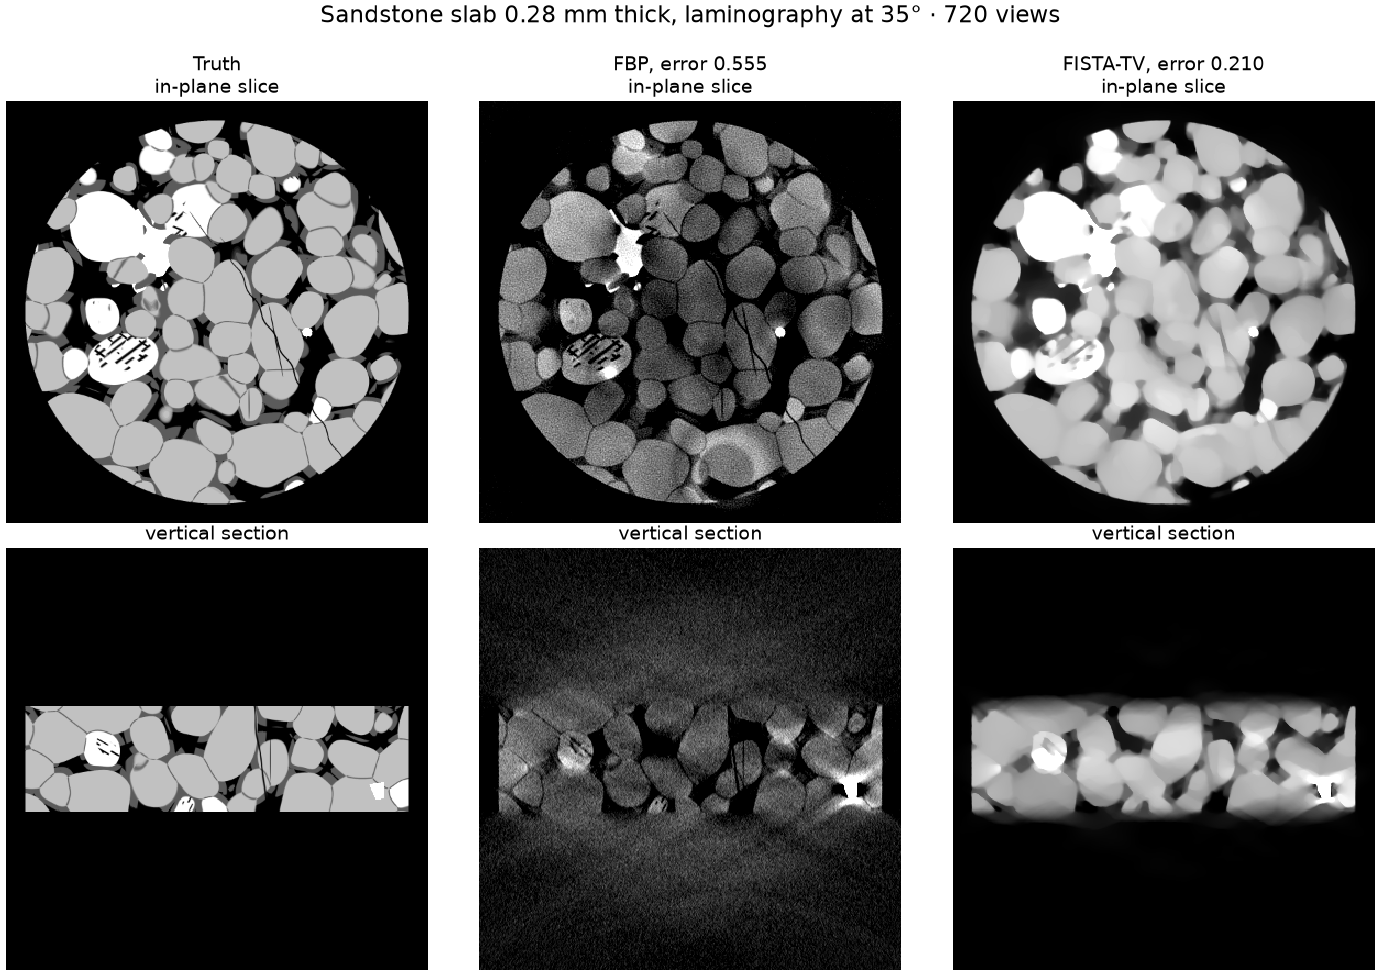 Sandstone slab 0.28 mm thick, laminography at 35° · 720 views
Truth
in-plane slice
FBP, error 0.555
in-plane slice
FISTA-TV, error 0.210
in-plane slice
vertical section
vertical section
vertical section